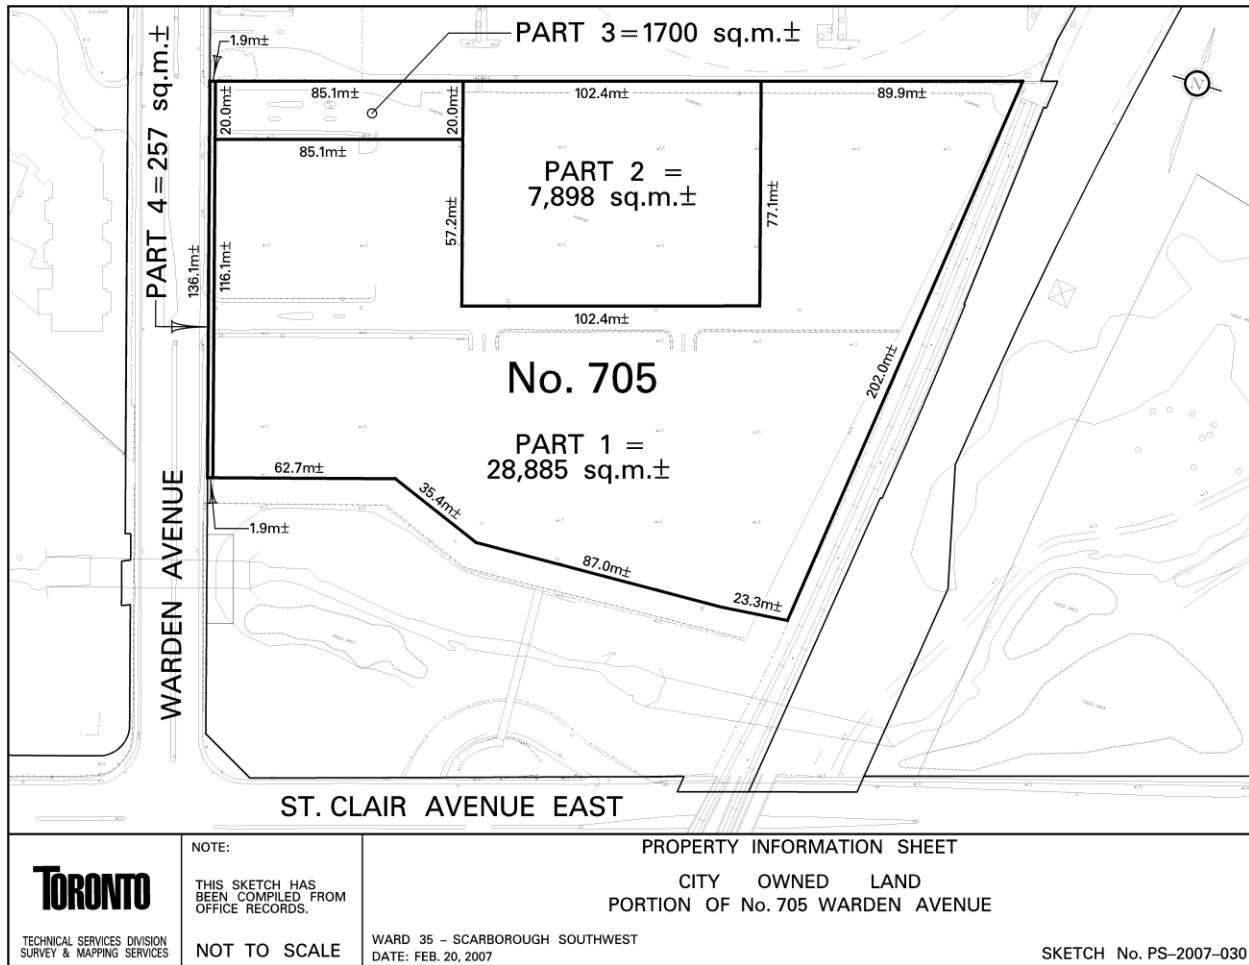 PART 3=1700 sq.m.±
1.9m±
PART 4=257 sq.m.±
20.0m±
85.1m±
20.0m±
102.4m±
89.9m±
N
85.1m±
PART 2 =
7,898 sq.m.±
57.2m±
77.1m±
136.1m±
116.1m±
102.4m±
No. 705
202.0m±
PART 1 =
28,885 sq.m.±
62.7m±
35.4m±
1.9m±
87.0m±
23.3m±
WARDEN AVENUE
ST. CLAIR AVENUE EAST
TORONTO
TECHNICAL SERVICES DIVISION
SURVEY & MAPPING SERVICES
NOTE:
THIS SKETCH HAS
BEEN COMPILED FROM
OFFICE RECORDS.
NOT TO SCALE
PROPERTY INFORMATION SHEET
CITY OWNED LAND
PORTION OF No. 705 WARDEN AVENUE
WARD 35 – SCARBOROUGH SOUTHWEST
DATE: FEB. 20, 2007
SKETCH No. PS–2007–030